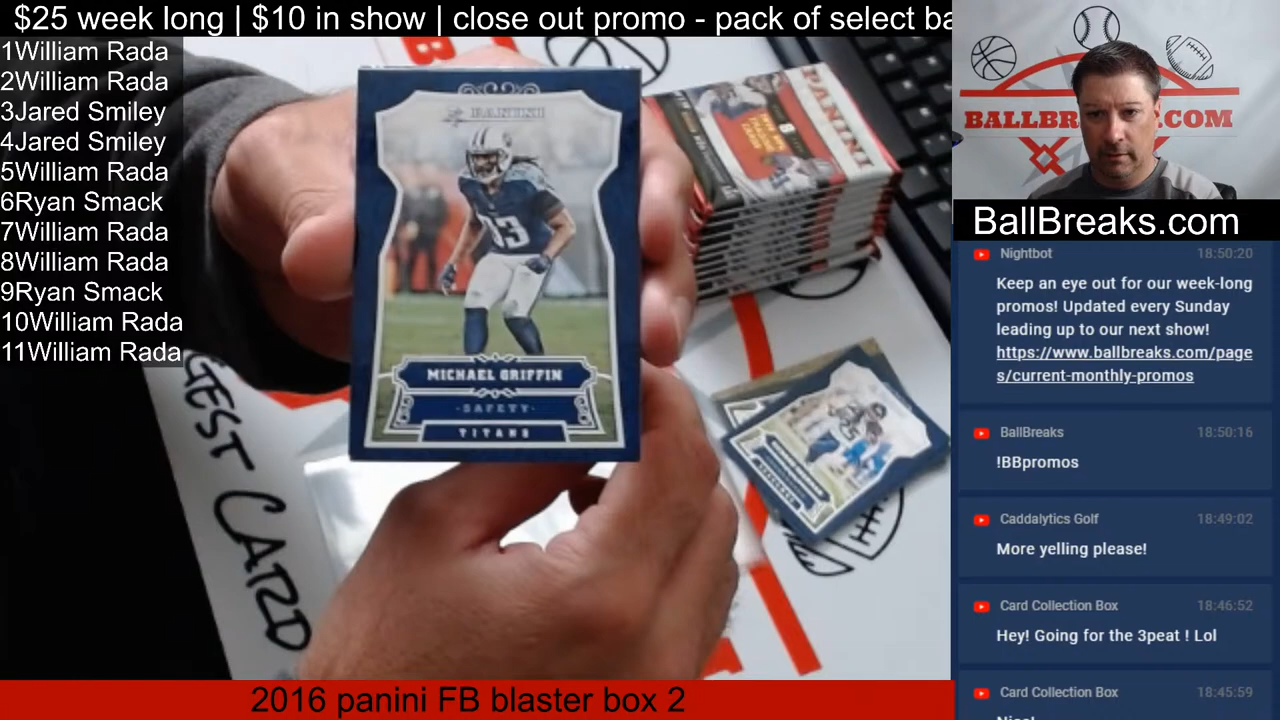 $25 week long | $10 in show | close out promo - pack of select ba
1William Rada
2William Rada
3Jared Smiley
4Jared Smiley
5William Rada
6Ryan Smack
7William Rada
8William Rada
9Ryan Smack
10William Rada
11William Rada
PANINI
33
MICHAEL GRIFFIN
-SAFETY-
TITANS
PANINI
GEST CARD
BALLBR .COM
BallBreaks.com
Nightbot 18:50:20
Keep an eye out for our week-long
promos! Updated every Sunday
leading up to our next show!
https://www.ballbreaks.com/page
s/current-monthly-promos
BallBreaks 18:50:16
!BBpromos
Caddalytics Golf 18:49:02
More yelling please!
Card Collection Box 18:46:52
Hey! Going for the 3peat ! Lol
Card Collection Box 18:45:59
2016 panini FB blaster box 2